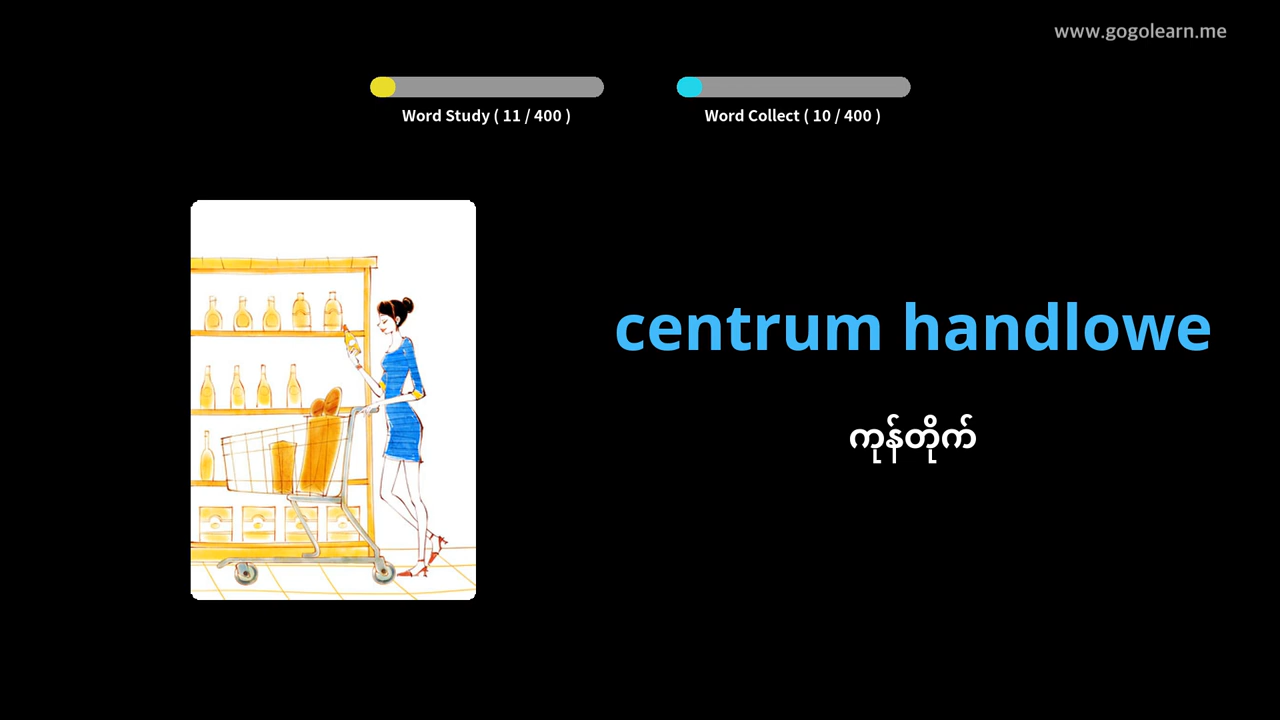 www.gogolearn.me
Word Study ( 11 / 400 )
Word Collect ( 10 / 400 )
centrum handlowe
ကုန်တိုက်